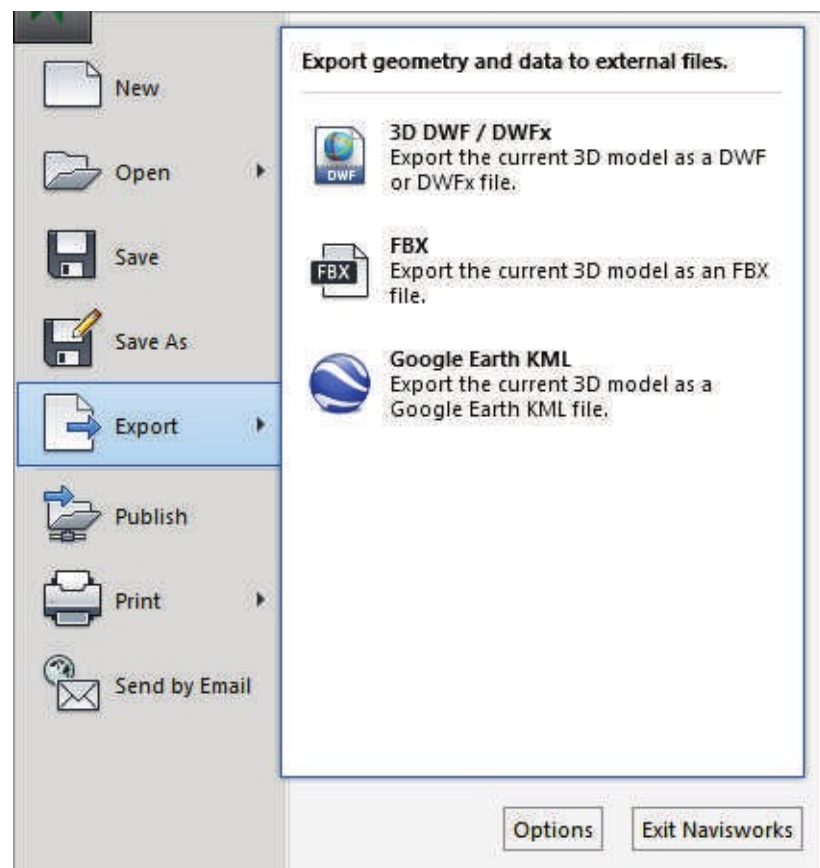 New
Open
Save
Save As
Export
Publish
Print
Send by Email
Export geometry and data to external files.
DWF
3D DWF / DWFx
Export the current 3D model as a DWF
or DWFx file.
FBX
FBX
Export the current 3D model as an FBX
file.
Google Earth KML
Export the current 3D model as a
Google Earth KML file.
Options
Exit Navisworks